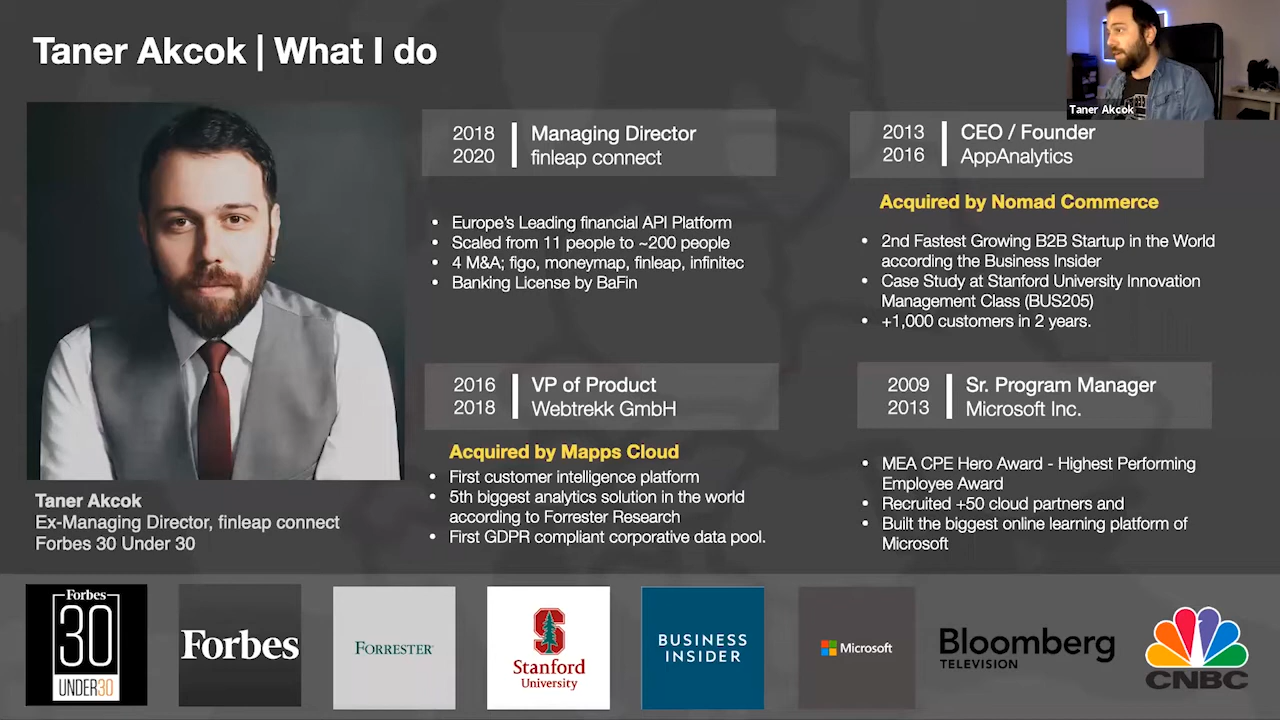 Taner Akcok | What I do
Taner Akcok
2018
2020
Managing Director
finleap connect
• Europe's Leading financial API Platform
• Scaled from 11 people to ~200 people
• 4 M&A; figo, moneymap, finleap, infinitec
• Banking License by BaFin
2013
2016
CEO / Founder
AppAnalytics
Acquired by Nomad Commerce
• 2nd Fastest Growing B2B Startup in the World
according the Business Insider
• Case Study at Stanford University Innovation
Management Class (BUS205)
• +1,000 customers in 2 years.
2016
2018
VP of Product
Webtrekk GmbH
Acquired by Mapps Cloud
• First customer intelligence platform
• 5th biggest analytics solution in the world
according to Forrester Research
• First GDPR compliant corporative data pool.
2009
2013
Sr. Program Manager
Microsoft Inc.
• MEA CPE Hero Award - Highest Performing
Employee Award
• Recruited +50 cloud partners and
• Built the biggest online learning platform of
Microsoft
Taner Akcok
Ex-Managing Director, finleap connect
Forbes 30 Under 30
Forbes
30
UNDER30
Forbes
FORRESTER
S
Stanford
University
BUSINESS
INSIDER
Microsoft
Bloomberg
TELEVISION
CNBC